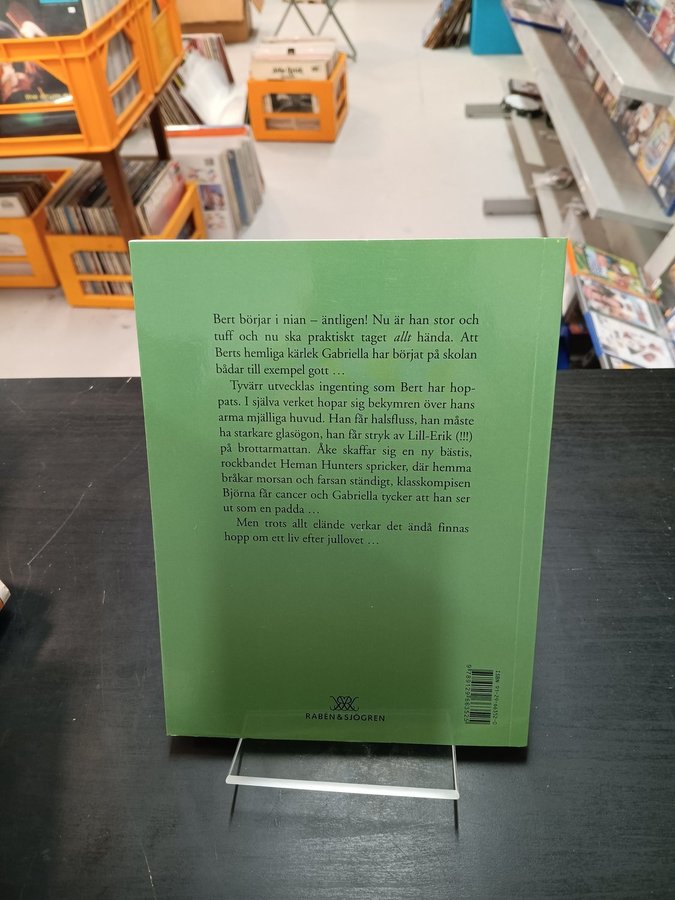 Bert börjar i nian – äntligen! Nu är han stor och
tuff och nu ska praktiskt taget allt hända. Att
Berts hemliga kärlek Gabriella har börjat på skolan
bådar till exempel gott …
Tyvärr utvecklas ingenting som Bert har hop-
pats. I själva verket hopar sig bekymren över hans
arma mjälliga huvud. Han får halsfluss, han måste
ha starkare glasögon, han får stryk av Lill-Erik (!!!)
på brottarmattan. Åke skaffar sig en ny bästis,
rockbandet Heman Hunters spricker, där hemma
bråkar morsan och farsan ständigt, klasskompisen
Björna får cancer och Gabriella tycker att han ser
ut som en padda …
Men trots allt elände verkar det ändå finnas
hopp om ett liv efter jullovet …
RABÉN & SJÖGREN